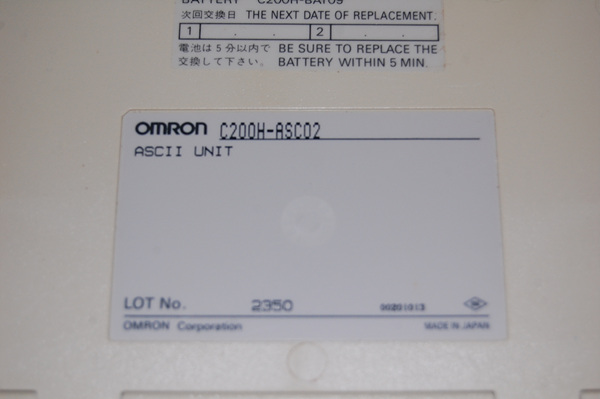 BATTERY C200H-BAT09
次回交換日 THE NEXT DATE OF REPLACEMENT.
1 . . 2 . .
電池は5分以内で BE SURE TO REPLACE THE
交換して下さい. BATTERY WITHIN 5 MIN.
OMRON C200H-ASC02
ASCII UNIT
LOT No. 2350 00201013
OMRON Corporation MADE IN JAPAN